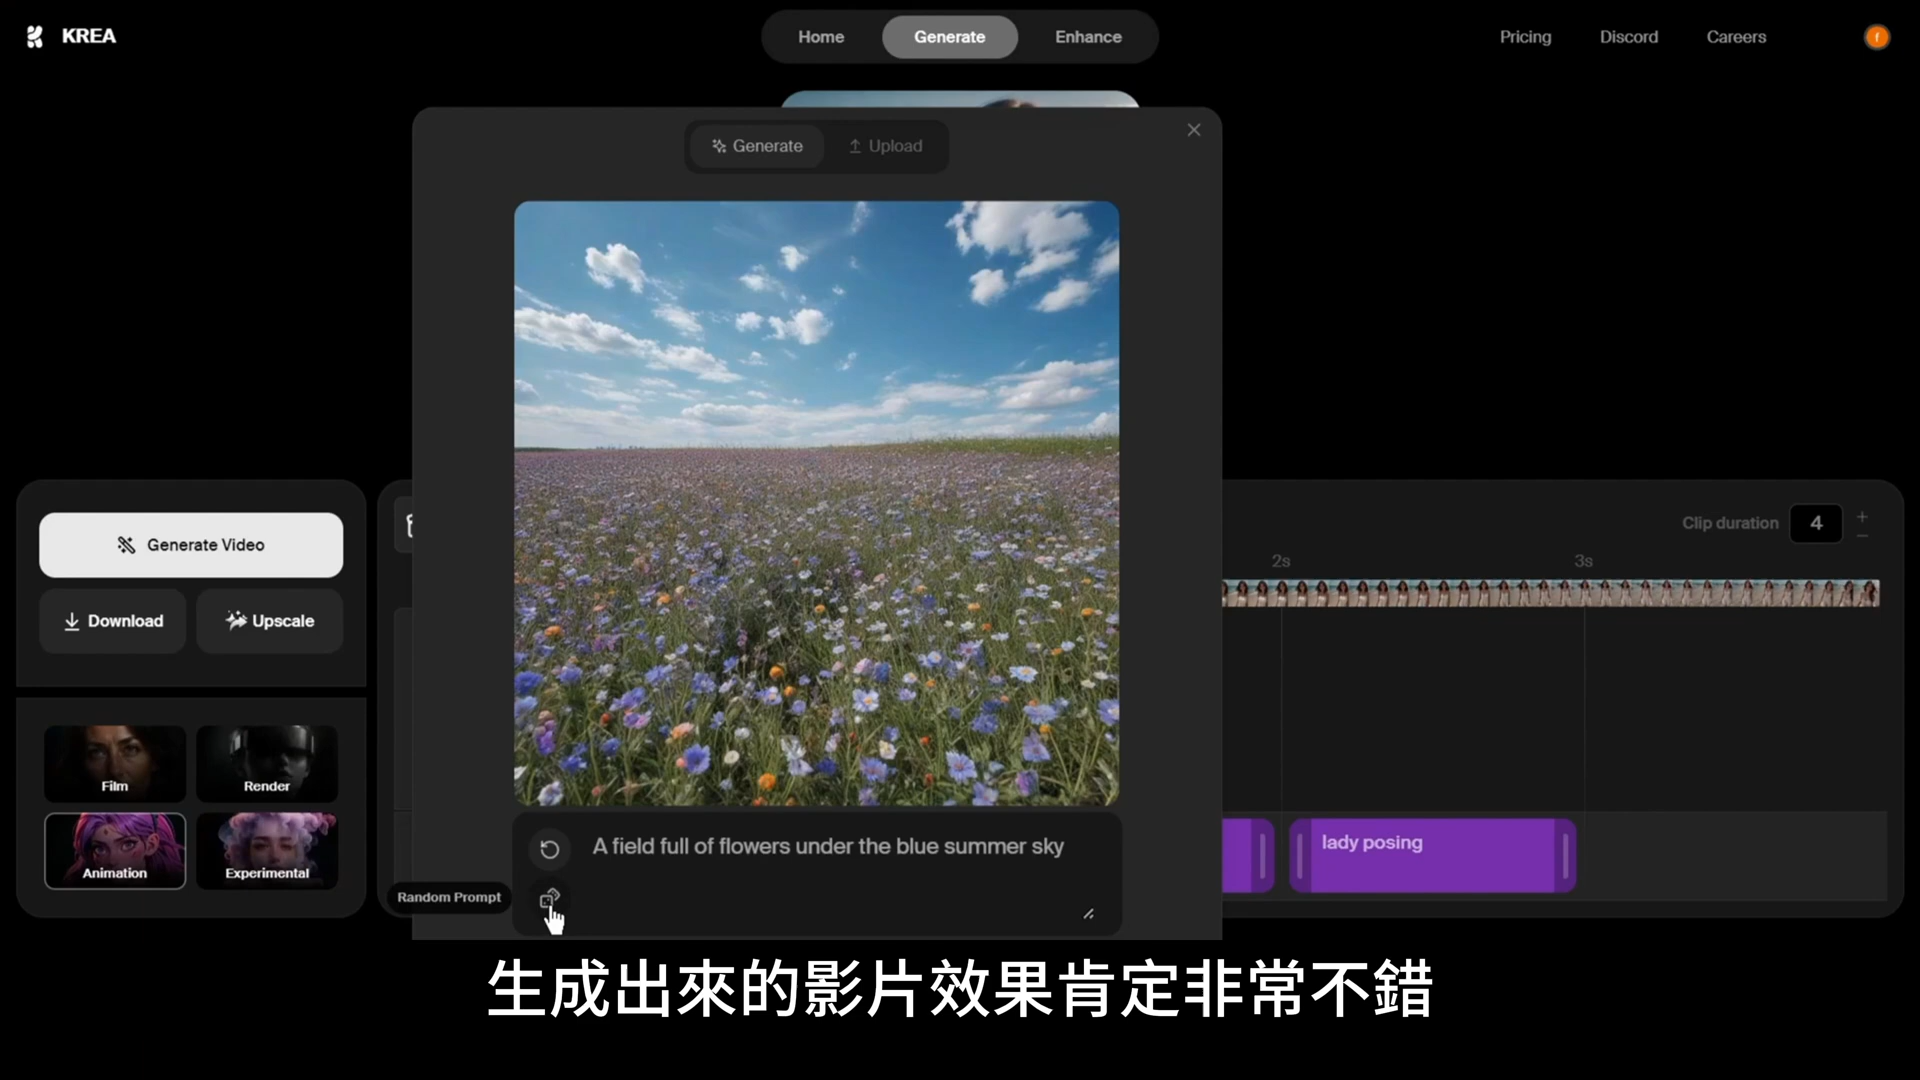 KREA
Home
Generate
Enhance
Pricing
Discord
Careers
f
Generate
Upload
Generate Video
Download
Upscale
Clip duration
4
2s
3s
Film
Render
Animation
Experimental
A field full of flowers under the blue summer sky
lady posing
Random Prompt
生成出來的影片效果肯定非常不錯